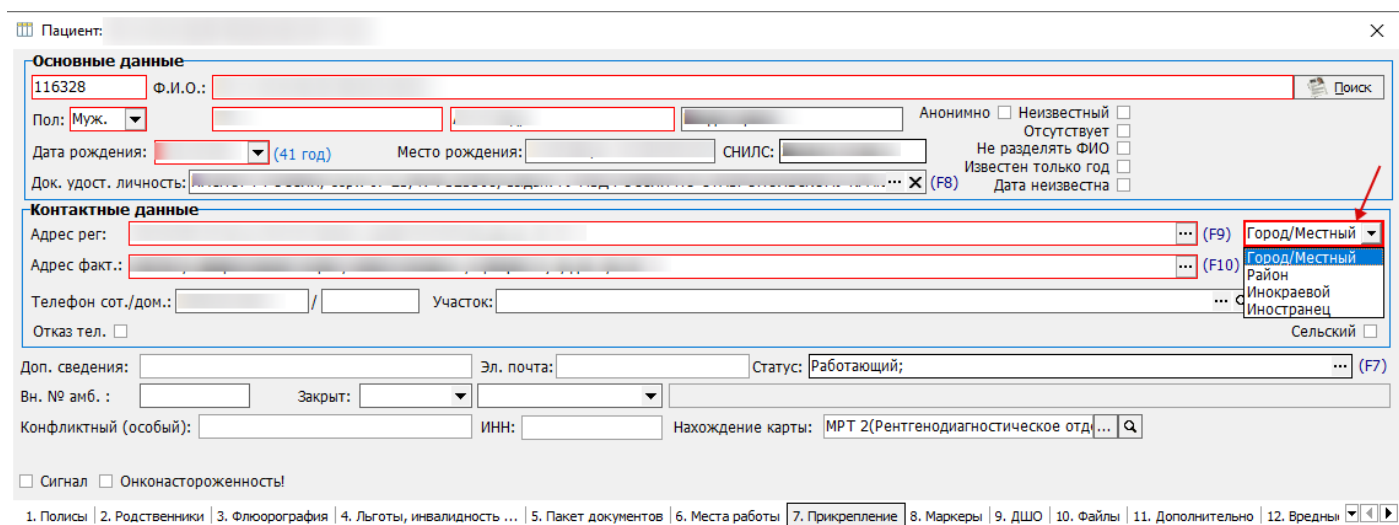 Пациент:
Основные данные
116328 Ф.И.О.: Поиск
Пол: Муж. Анонимно Неизвестный
Отсутствует
Дата рождения: (41 год) Место рождения: СНИЛС: Не разделять ФИО
Известен только год
Док. удост. личность: ... X (F8) Дата неизвестна
Контактные данные
Адрес рег: ... (F9) Город/Местный
Адрес факт.: ... (F10) Город/Местный
Район
Инокраевой
Иностранец
Телефон сот./дом.: / Участок: ...
Отказ тел. Сельский
Доп. сведения: Эл. почта: Статус: Работающий; ... (F7)
Вн. № амб. : Закрыт:
Конфликтный (особый): ИНН: Нахождение карты: МРТ 2(Рентгенодиагностическое отд ...
Сигнал Онконастороженность!
1. Полисы 2. Родственники 3. Флюорография 4. Льготы, инвалидность ... 5. Пакет документов 6. Места работы 7. Прикрепление 8. Маркеры 9. ДШО 10. Файлы 11. Дополнительно 12. Вредны